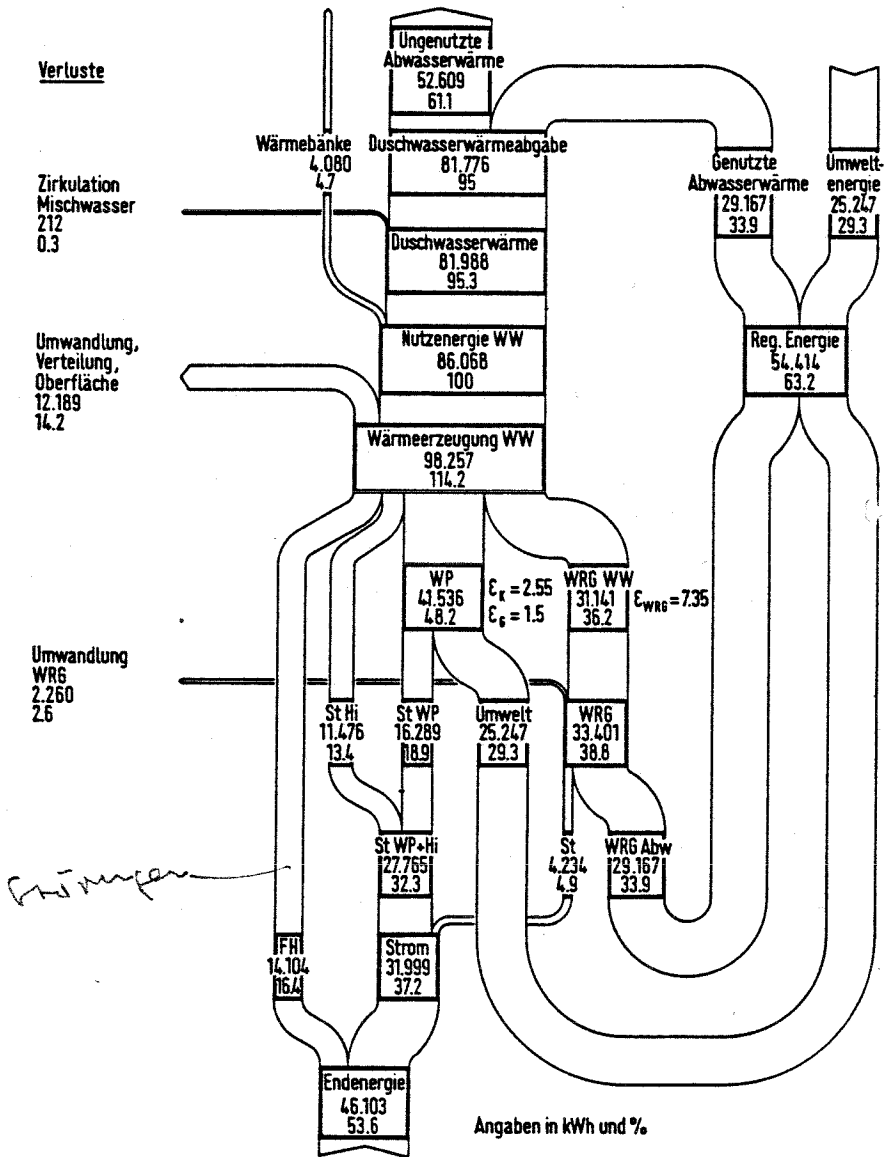 Ungenutzte
Abwasserwärme
52.609
61.1
Verluste
Wärmebänke
4.080
4.7
Duschwasserwärmeabgabe
81.776
95
Genutzte
Abwasserwärme
29.167
33.9
Umwelt-
energie
25.247
29.3
Zirkulation
Mischwasser
212
0.3
Duschwasserwärme
81.988
95.3
Umwandlung,
Verteilung,
Oberfläche
12.189
14.2
Nutzenergie WW
86.068
100
Reg. Energie
54.414
63.2
Wärmeerzeugung WW
98.257
114.2
WP
41.536
48.2
εK = 2.55
εG = 1.5
WRG WW
31.141
36.2
εWRG = 7.35
Umwandlung
WRG
2.260
2.6
St Hi
11.476
13.4
St WP
16.289
18.9
Umwelt
25.247
29.3
WRG
33.401
38.8
St WP+Hi
27.765
32.3
St
4.234
4.9
WRG Abw
29.167
33.9
FH
14.104
16.4
Strom
31.999
37.2
Endenergie
46.103
53.6
Angaben in kWh und %